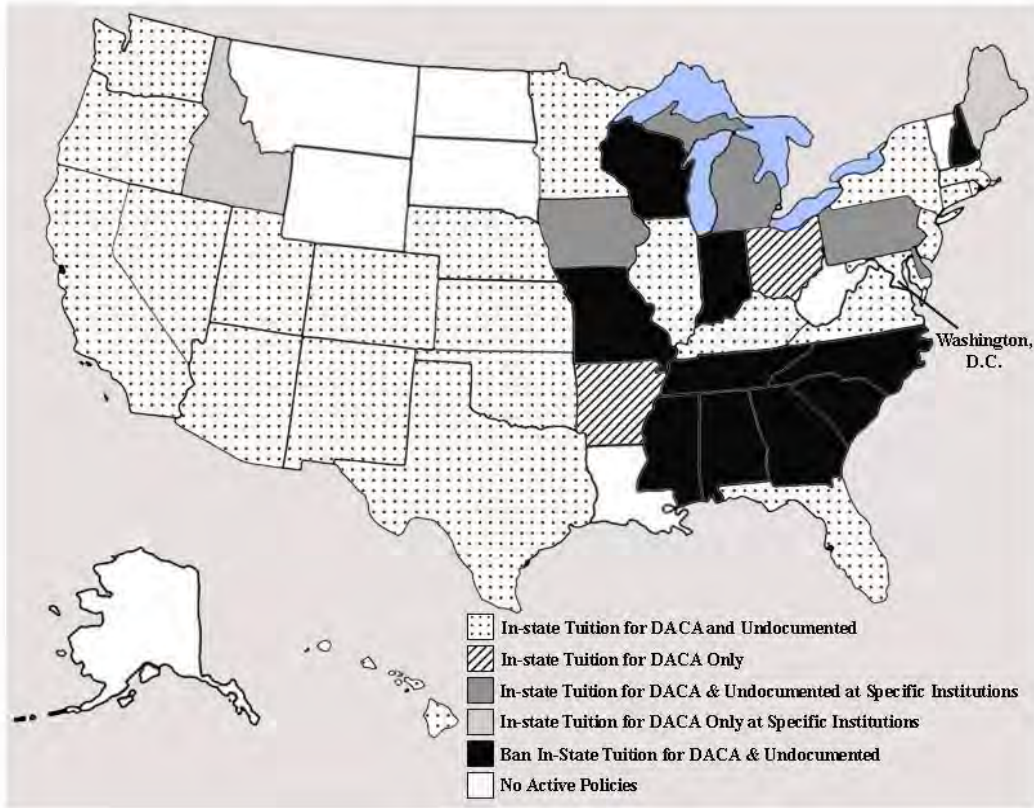 Washington,
D.C.
In-state Tuition for DACA and Undocumented
In-state Tuition for DACA Only
In-state Tuition for DACA & Undocumented at Specific Institutions
In-state Tuition for DACA Only at Specific Institutions
Ban In-State Tuition for DACA & Undocumented
No Active Policies